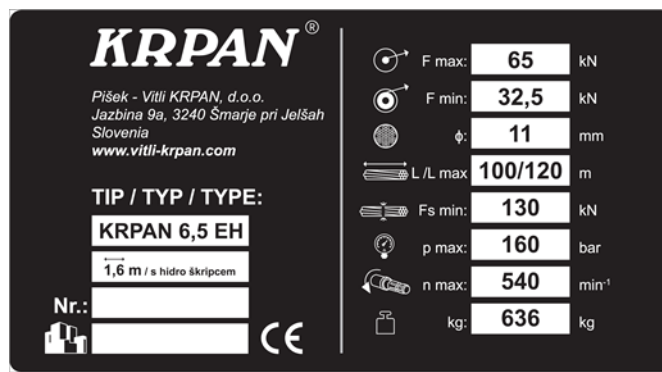 KRPAN®
Pišek - Vitli KRPAN, d.o.o.
Jazbina 9a, 3240 Šmarje pri Jelšah
Slovenia
www.vitli-krpan.com
TIP / TYP / TYPE:
KRPAN 6,5 EH
1,6 m / s hidro škripcem
Nr.:
CE
F max: 65 kN
F min: 32,5 kN
ϕ: 11 mm
L /L max 100/120 m
Fs min: 130 kN
p max: 160 bar
n max: 540 min⁻¹
kg: 636 kg